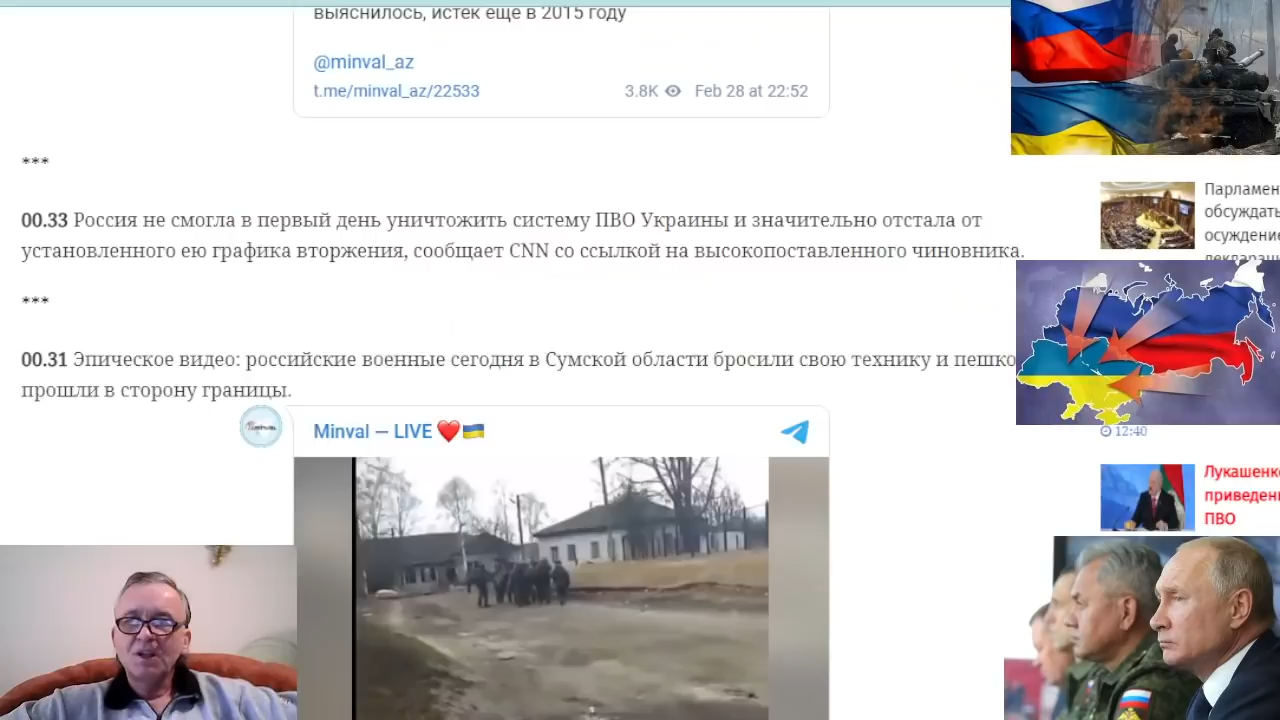 выяснилось, истек еще в 2015 году
@minval_az
t.me/minval_az/22533
3.8K
Feb 28 at 22:52
***
00.33 Россия не смогла в первый день уничтожить систему ПВО Украины и значительно отстала от
установленного ею графика вторжения, сообщает CNN со ссылкой на высокопоставленного чиновника.
***
00.31 Эпическое видео: российские военные сегодня в Сумской области бросили свою технику и пешко
прошли в сторону границы.
Minval — LIVE ❤️🇺🇦
Парламен
обсуждать
осуждение
декларац
12:40
Лукашенко
приведен
ПВО